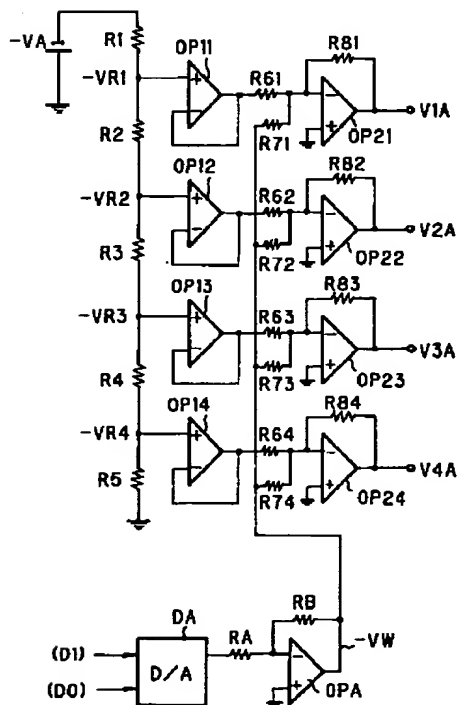 -VA
R1
OP11
-VR1
R61
R81
R2
R71
OP21
V1A
OP12
-VR2
R62
R82
R3
R72
OP22
V2A
OP13
-VR3
R63
R83
R4
R73
OP23
V3A
OP14
-VR4
R64
R84
R5
R74
OP24
V4A
DA
RA
RB
-VW
(D1)
(D0)
D/A
OPA